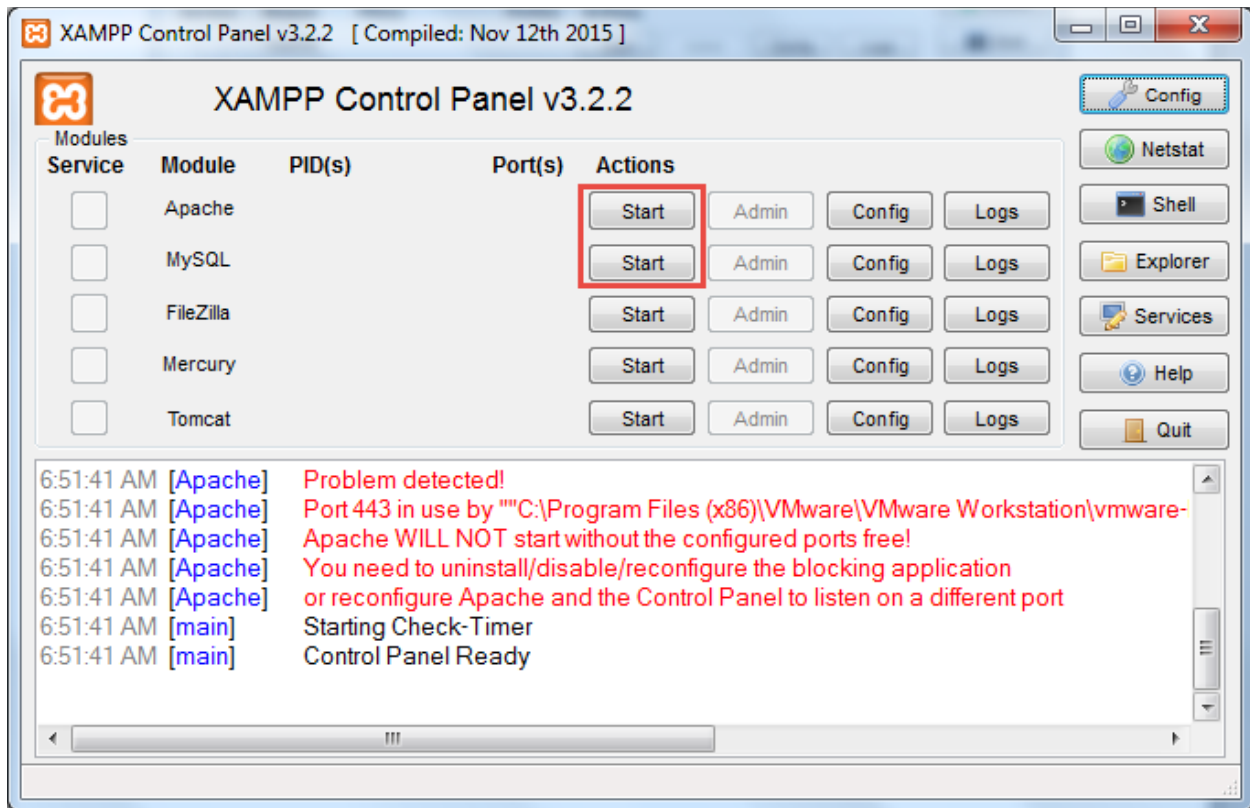 XAMPP Control Panel v3.2.2 [ Compiled: Nov 12th 2015 ]
XAMPP Control Panel v3.2.2
Config
Modules
Service Module PID(s) Port(s) Actions
Netstat
Apache Start Admin Config Logs
Shell
MySQL Start Admin Config Logs
Explorer
FileZilla Start Admin Config Logs
Services
Mercury Start Admin Config Logs
Help
Tomcat Start Admin Config Logs
Quit
6:51:41 AM [Apache] Problem detected!
6:51:41 AM [Apache] Port 443 in use by ""C:\Program Files (x86)\VMware\VMware Workstation\vmware-
6:51:41 AM [Apache] Apache WILL NOT start without the configured ports free!
6:51:41 AM [Apache] You need to uninstall/disable/reconfigure the blocking application
6:51:41 AM [Apache] or reconfigure Apache and the Control Panel to listen on a different port
6:51:41 AM [main] Starting Check-Timer
6:51:41 AM [main] Control Panel Ready